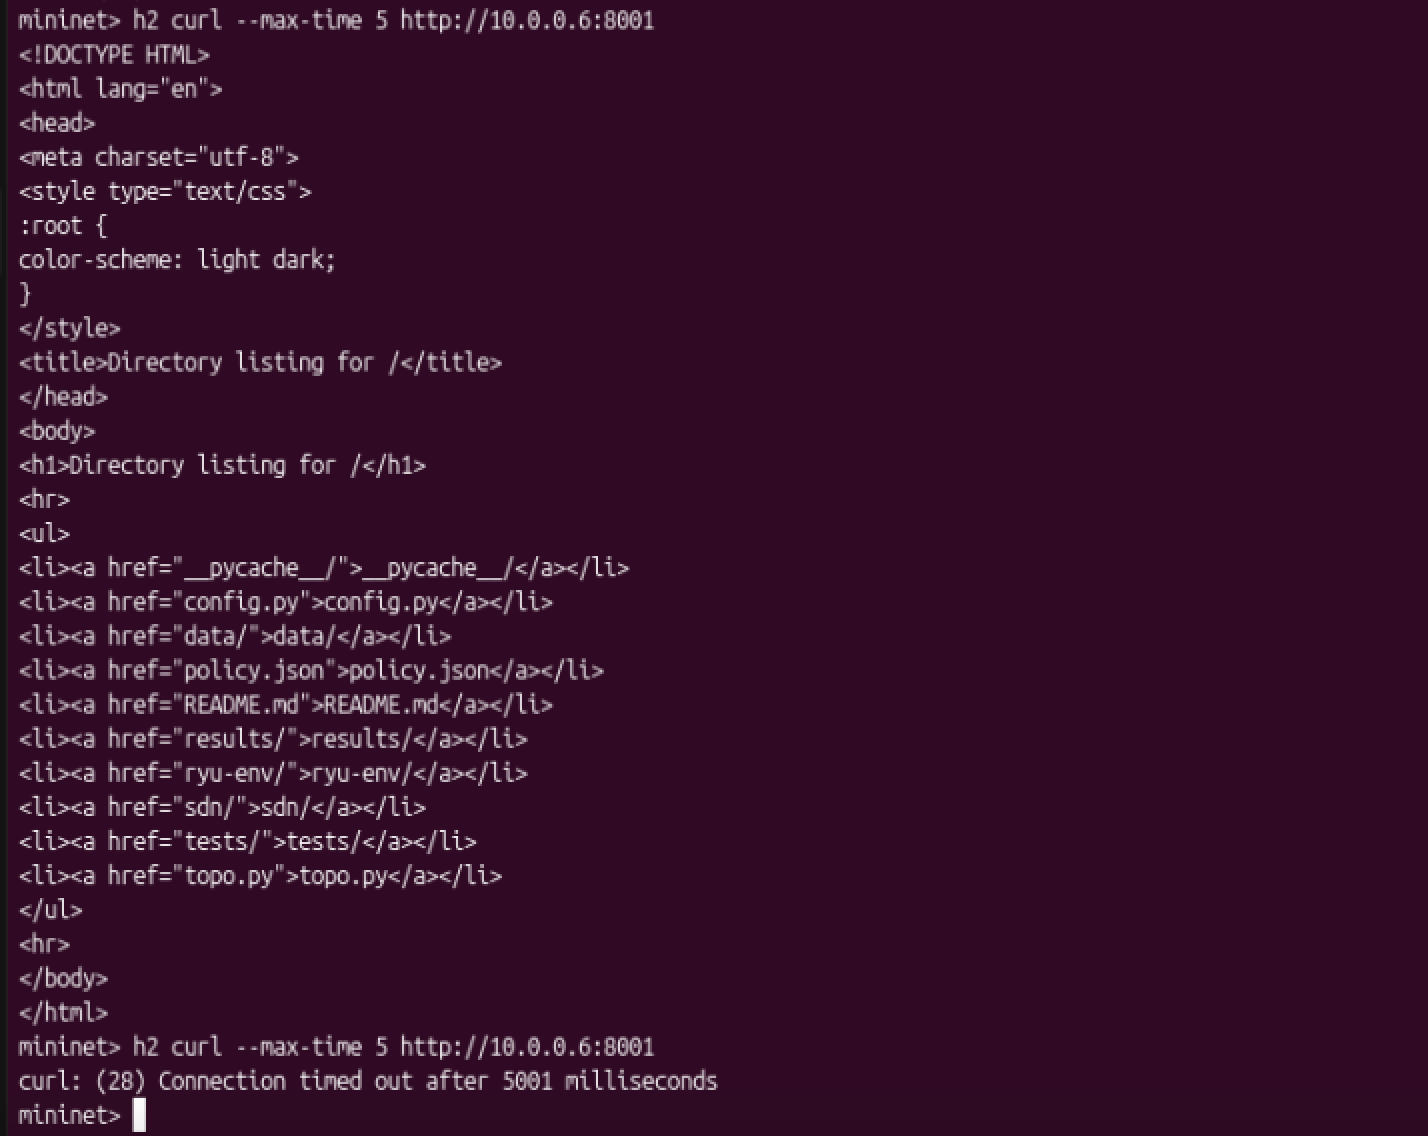 mininet> h2 curl --max-time 5 http://10.0.0.6:8001
<!DOCTYPE HTML>
<html lang="en">
<head>
<meta charset="utf-8">
<style type="text/css">
:root {
color-scheme: light dark;
}
</style>
<title>Directory listing for /</title>
</head>
<body>
<h1>Directory listing for /</h1>
<hr>
<ul>
<li><a href="__pycache__/">__pycache__/</a></li>
<li><a href="config.py">config.py</a></li>
<li><a href="data/">data/</a></li>
<li><a href="policy.json">policy.json</a></li>
<li><a href="README.md">README.md</a></li>
<li><a href="results/">results/</a></li>
<li><a href="ryu-env/">ryu-env/</a></li>
<li><a href="sdn/">sdn/</a></li>
<li><a href="tests/">tests/</a></li>
<li><a href="topo.py">topo.py</a></li>
</ul>
<hr>
</body>
</html>
mininet> h2 curl --max-time 5 http://10.0.0.6:8001
curl: (28) Connection timed out after 5001 milliseconds
mininet>